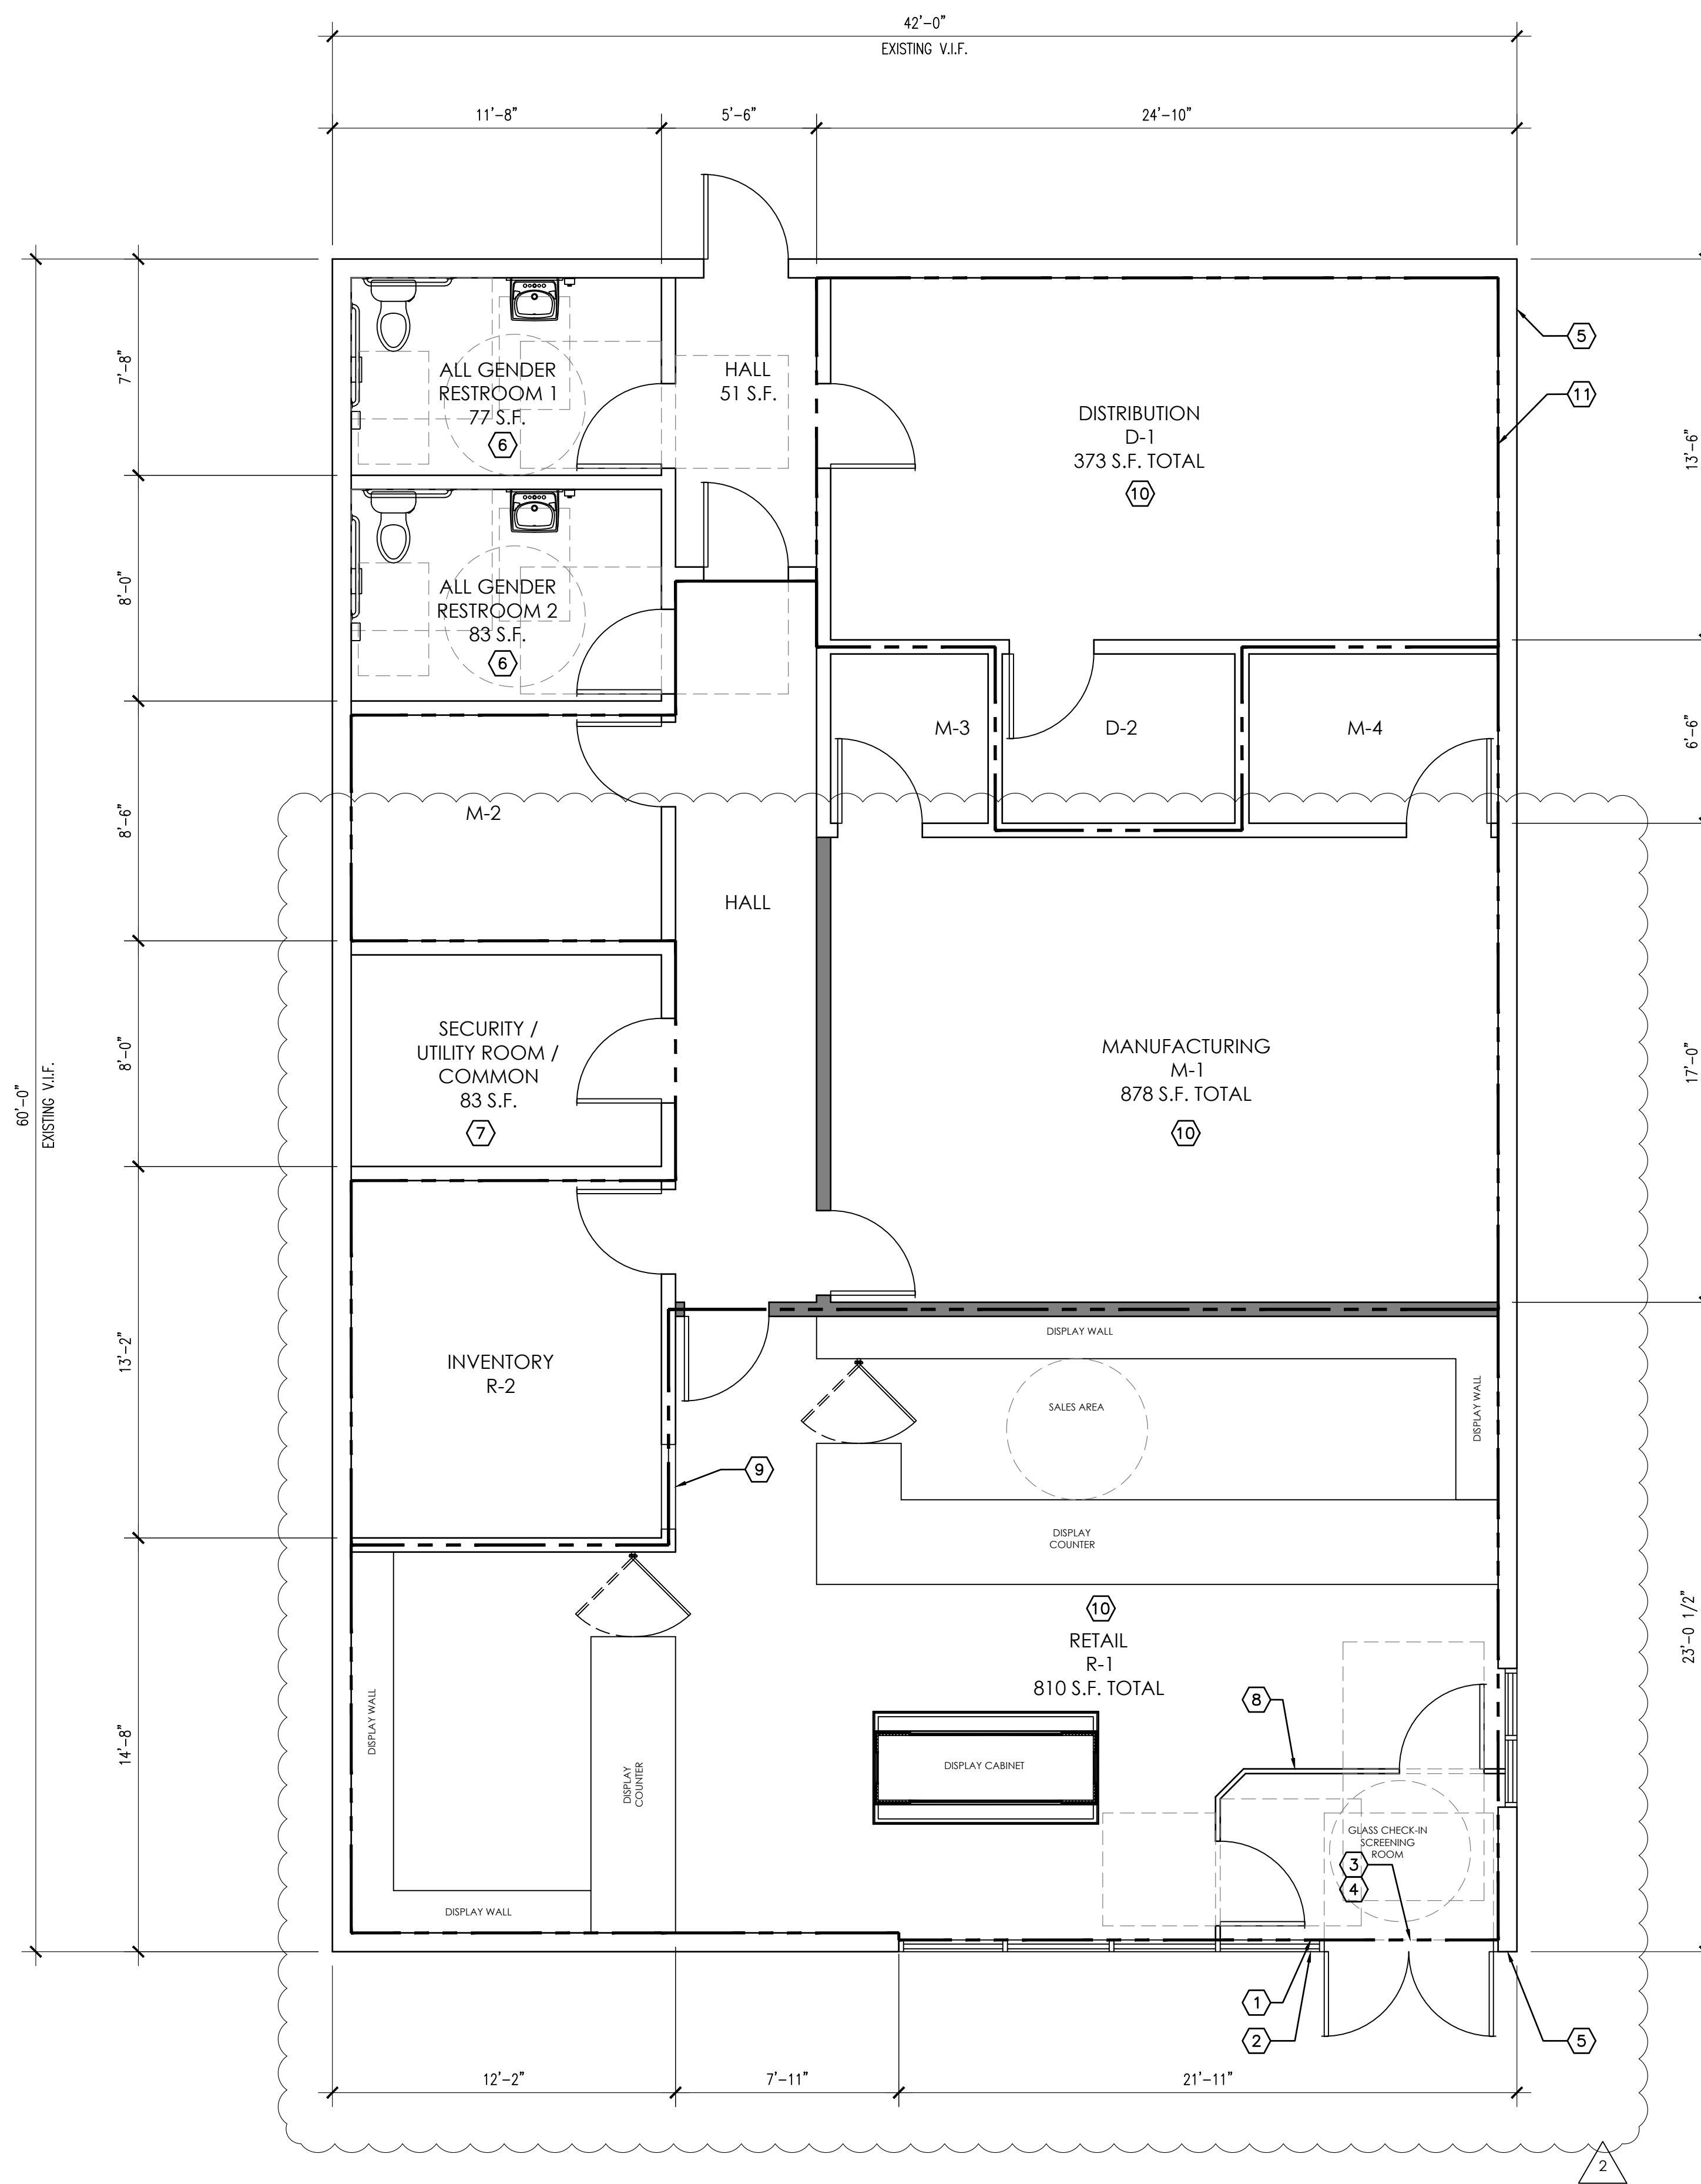 42'-0"
EXISTING V.I.F.
11'-8"
5'-6"
24'-10"
7'-8"
8'-0"
8'-6"
8'-0"
13'-2"
14'-8"
60'-0"
EXISTING V.I.F.
ALL GENDER
RESTROOM 1
77 S.F.
6
HALL
51 S.F.
DISTRIBUTION
D-1
373 S.F. TOTAL
10
5
11
13'-6"
ALL GENDER
RESTROOM 2
83 S.F.
6
M-3
D-2
M-4
6'-6"
M-2
HALL
SECURITY /
UTILITY ROOM /
COMMON
83 S.F.
7
MANUFACTURING
M-1
878 S.F. TOTAL
10
17'-0"
INVENTORY
R-2
9
DISPLAY WALL
SALES AREA
DISPLAY WALL
DISPLAY
COUNTER
10
RETAIL
R-1
810 S.F. TOTAL
23'-0 1/2"
8
DISPLAY WALL
DISPLAY
COUNTER
DISPLAY CABINET
GLASS CHECK-IN
SCREENING
ROOM
3
4
DISPLAY WALL
1
2
5
12'-2"
7'-11"
21'-11"
2